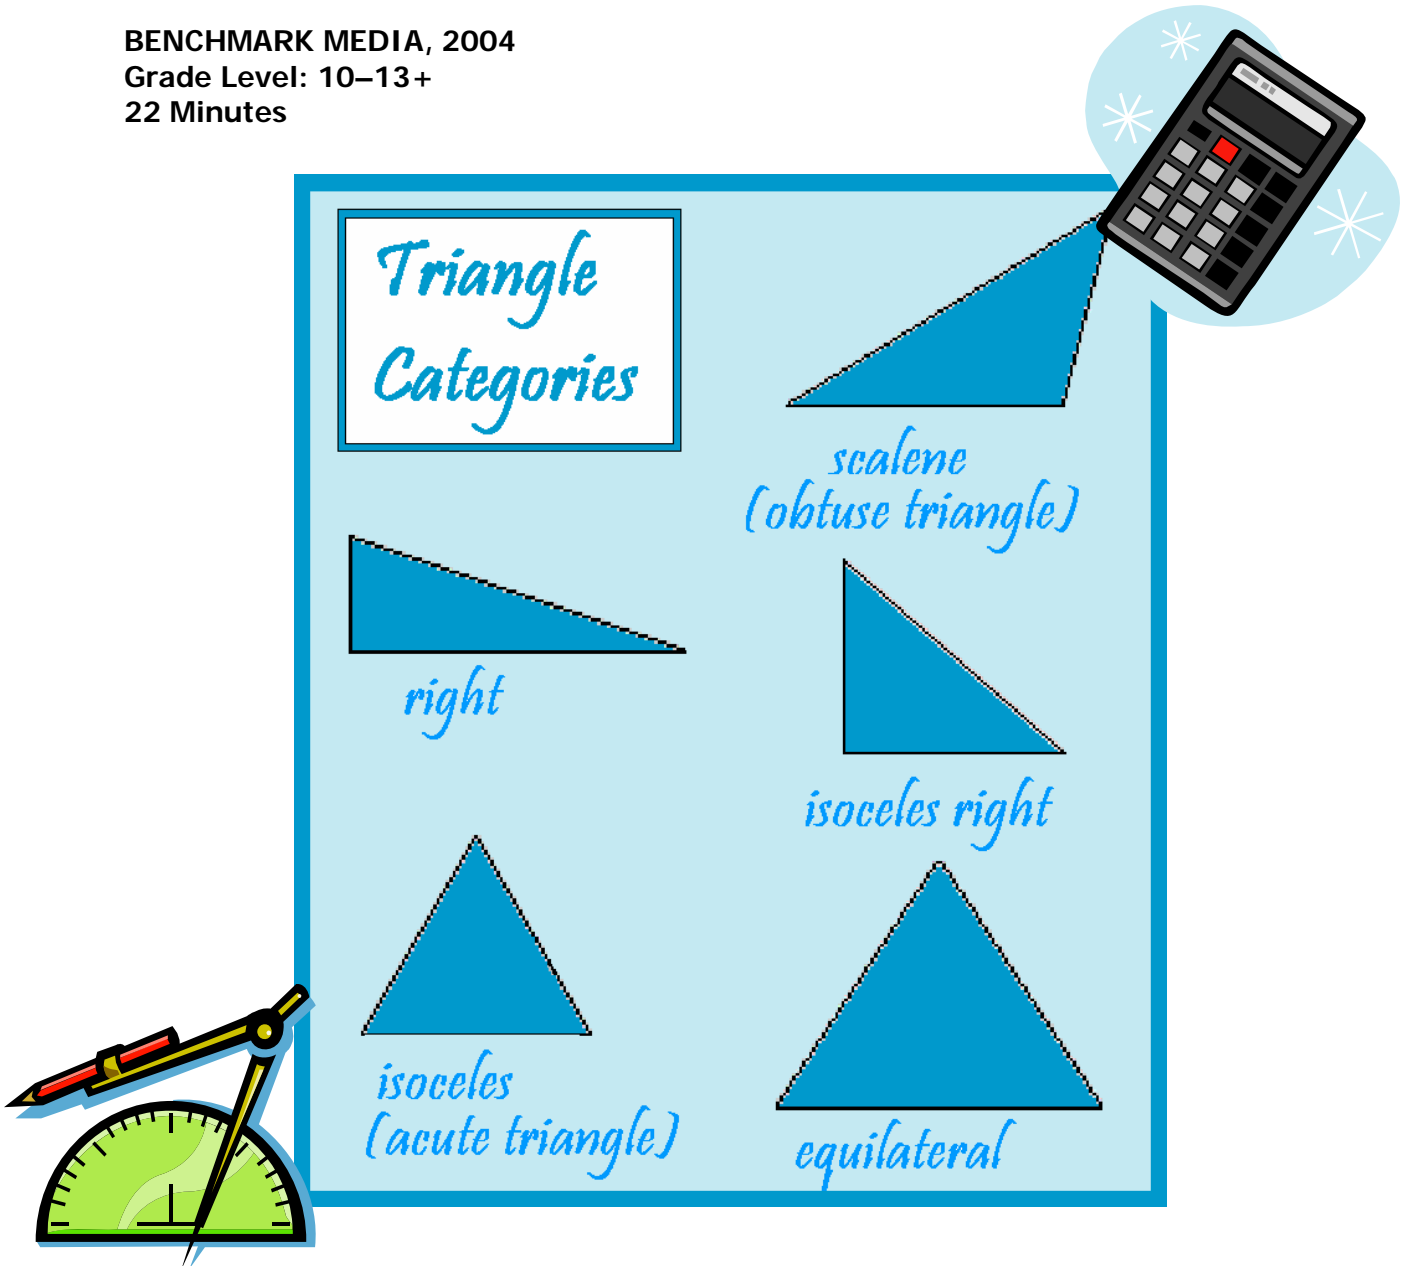 BENCHMARK MEDIA, 2004
Grade Level: 10–13+
22 Minutes
Triangle
Categories
scalene
(obtuse triangle)
right
isoceles right
isoceles
(acute triangle)
equilateral